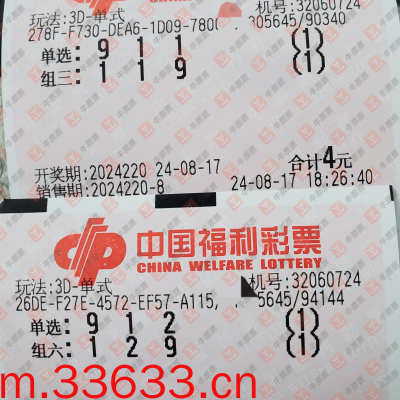 玩法:3D-单式 机号:32060724
278F-F730-DEA6-1D09-780 305645/90340
单选: 9 1 1 (1)
组三: 1 1 9 (1)
合计4元
开奖期:2024220 24-08-17
销售期:2024220-8 24-08-17 18:26:40
中国福利彩票
CHINA WELFARE LOTTERY
玩法:3D-单式 机号:32060724
26DE-F27E-4572-EF57-A115, 5645/94144
单选: 9 1 2 (1)
组六: 1 2 9 (1)
m.33633.cn